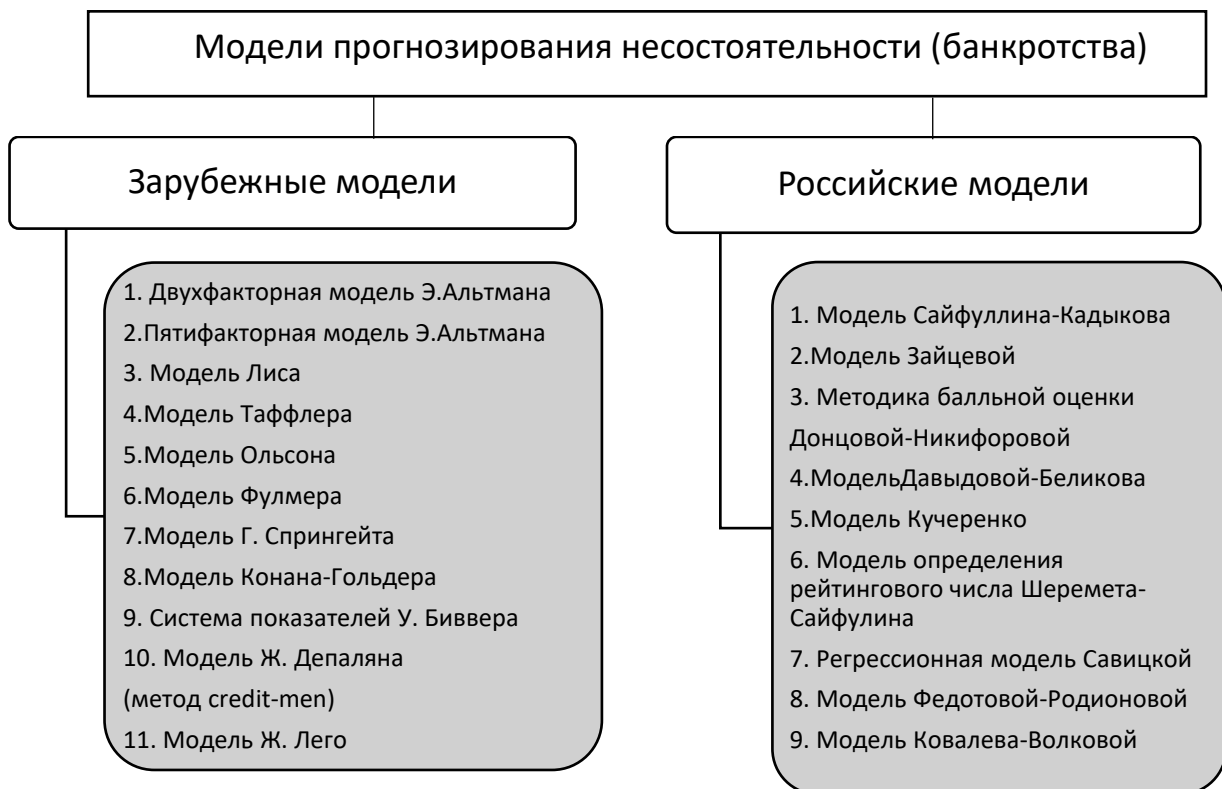 Модели прогнозирования несостоятельности (банкротства)
Зарубежные модели
1. Двухфакторная модель Э.Альтмана
2.Пятифакторная модель Э.Альтмана
3. Модель Лиса
4.Модель Таффлера
5.Модель Ольсона
6.Модель Фулмера
7.Модель Г. Спрингейта
8.Модель Конана-Гольдера
9. Система показателей У. Биввера
10. Модель Ж. Депаляна
(метод credit-men)
11. Модель Ж. Лего
Российские модели
1. Модель Сайфуллина-Кадыкова
2.Модель Зайцевой
3. Методика балльной оценки
Донцовой-Никифоровой
4.МодельДавыдовой-Беликова
5.Модель Кучеренко
6. Модель определения
рейтингового числа Шеремета-
Сайфулина
7. Регрессионная модель Савицкой
8. Модель Федотовой-Родионовой
9. Модель Ковалева-Волковой